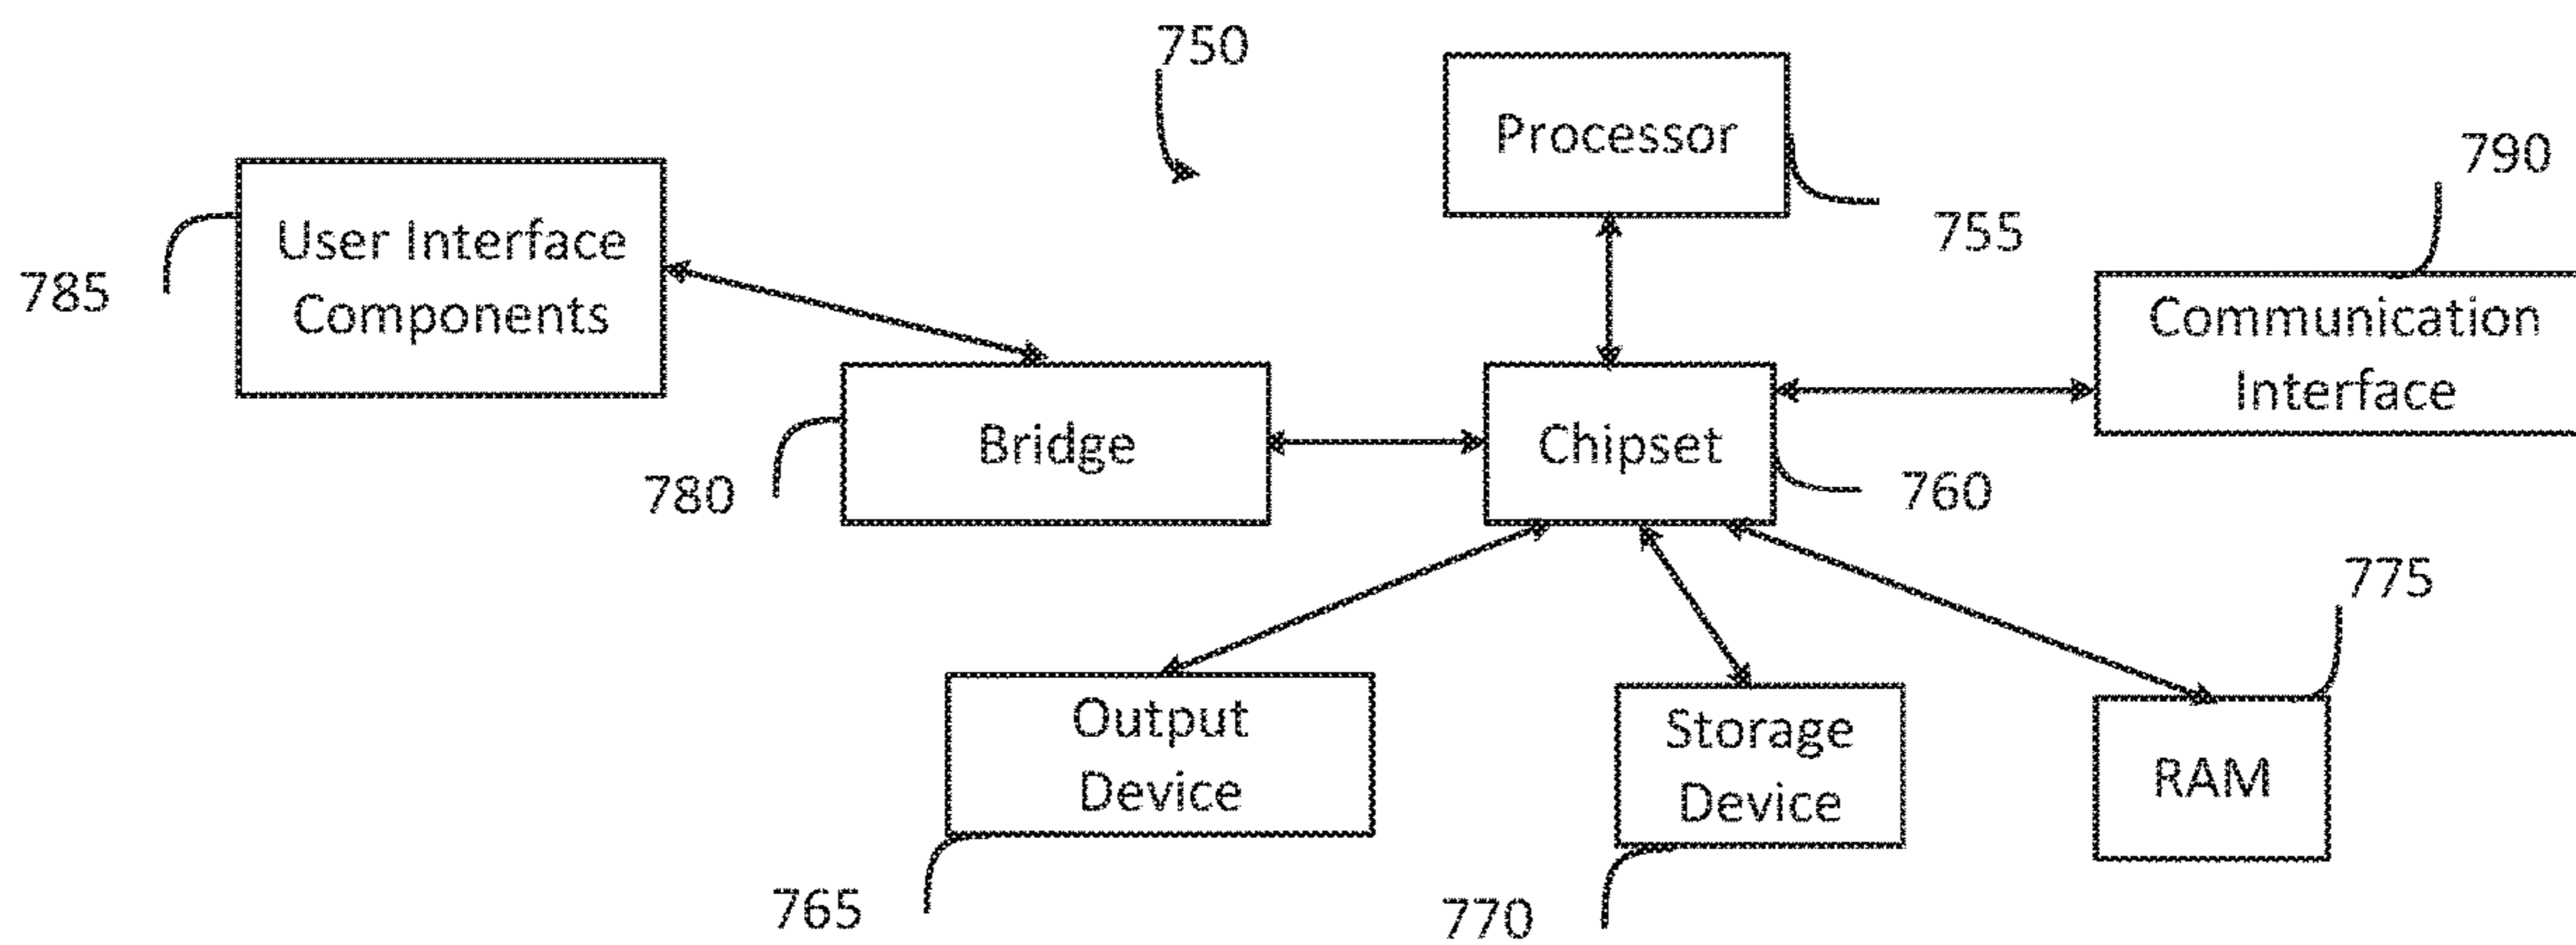 750
Processor
790
User Interface
Components
755
785
Communication
Interface
Bridge
Chipset
780
760
775
Output
Device
Storage
Device
RAM
765
770